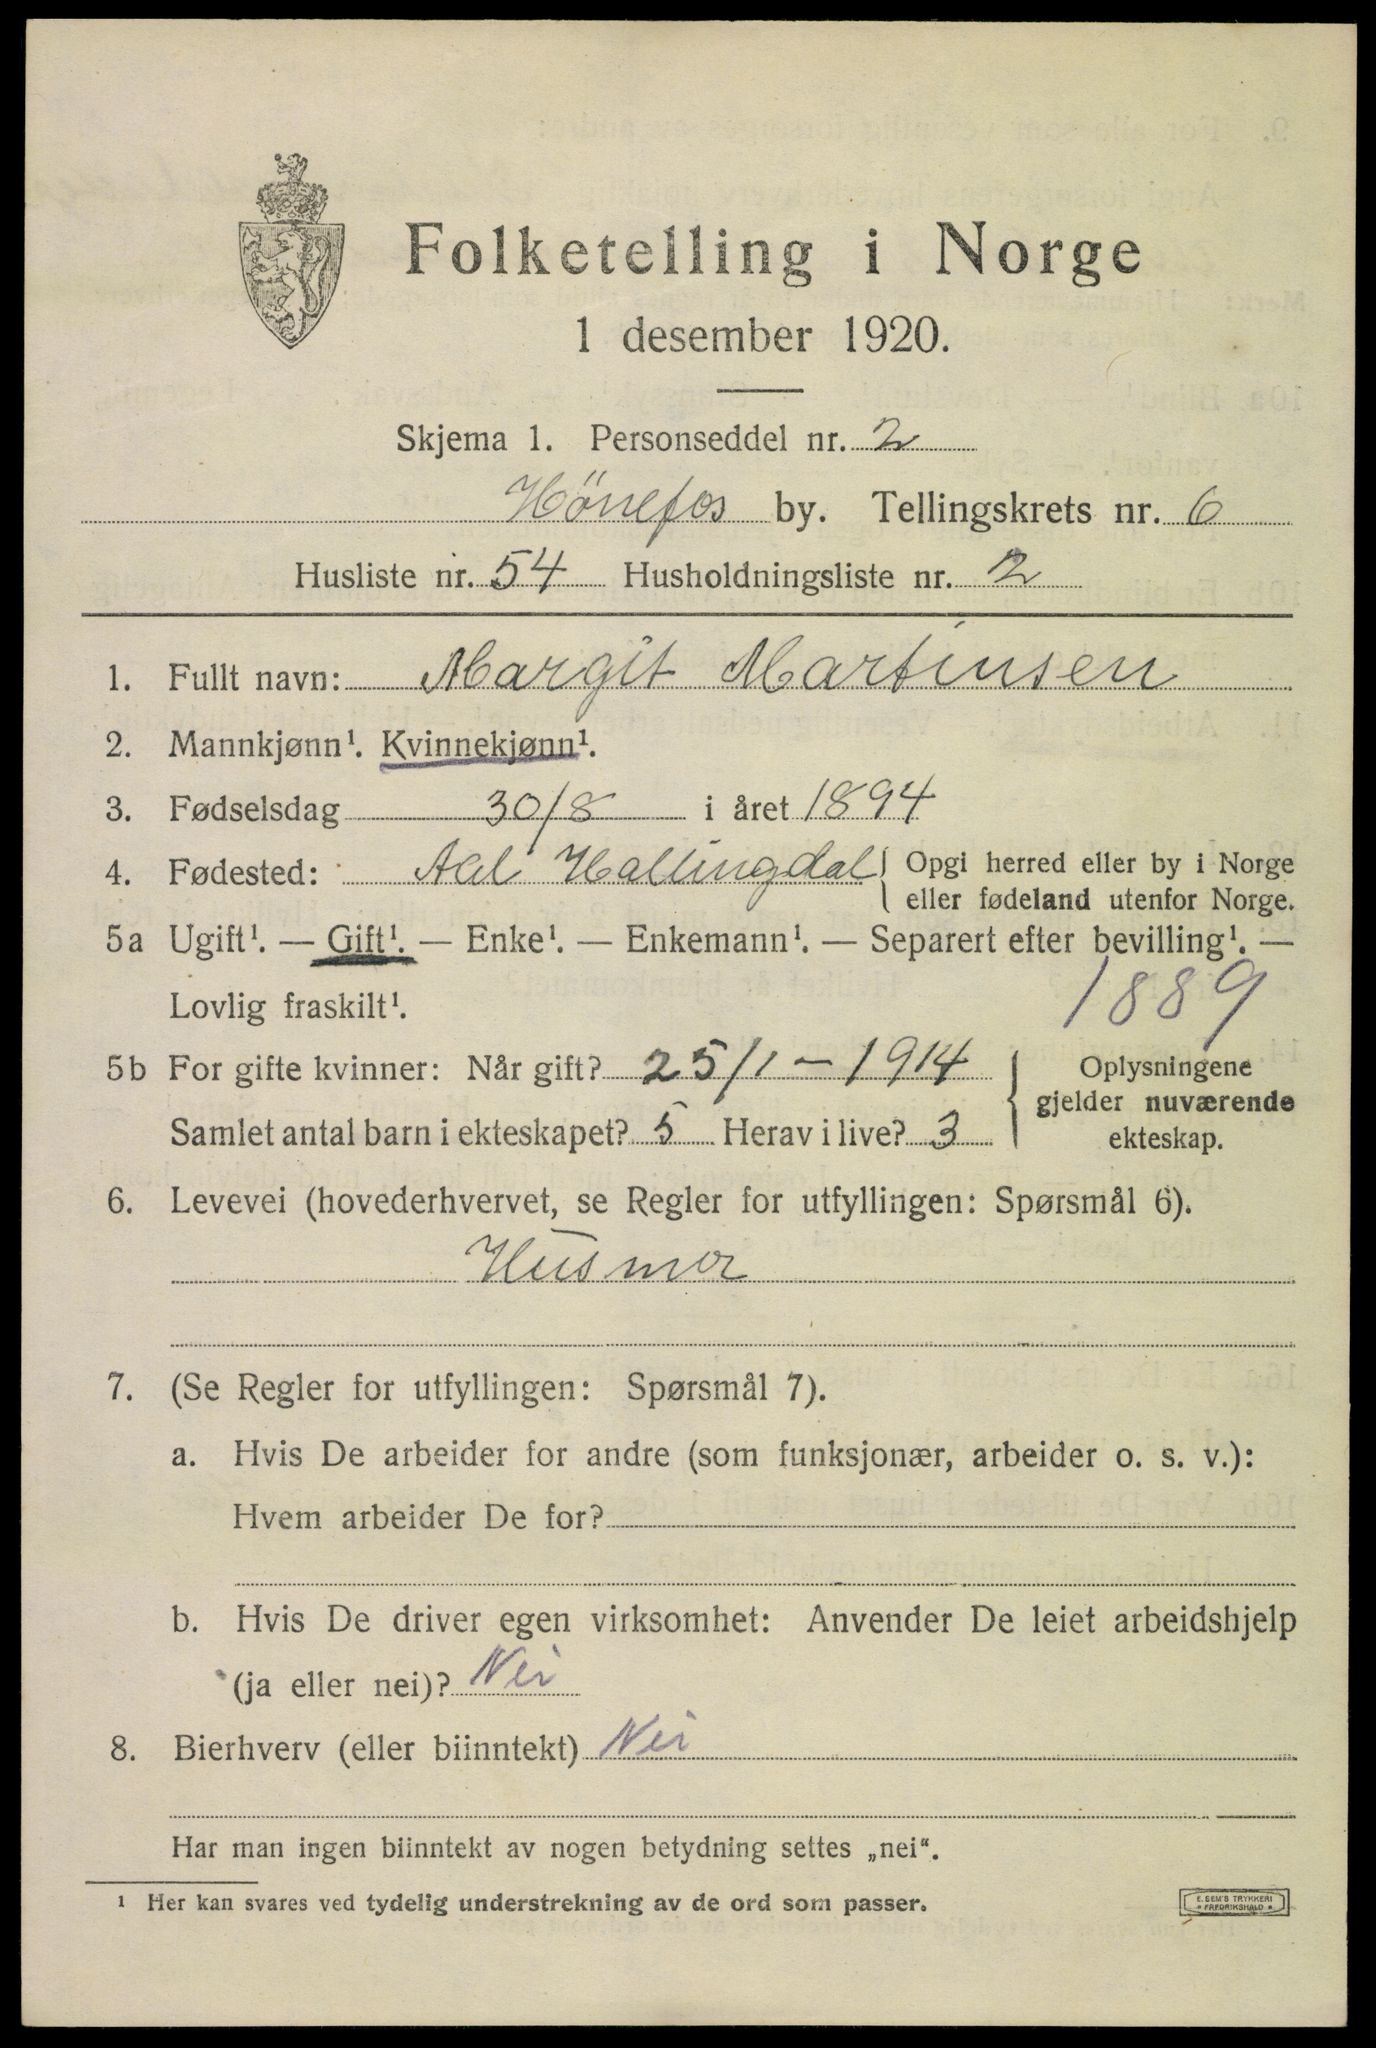 Folketelling i Norge
1 desember 1920.
Skjema 1. Personseddel nr. 2
Hönefos by. Tellingskrets nr. 6
Husliste nr. 54 Husholdningsliste nr. 2
1. Fullt navn: Margit Martinsen
2. Mannkjønn¹. Kvinnekjønn¹.
3. Fødselsdag 30/8 i året 1894
4. Fødested: Aal Hallingdal { Opgi herred eller by i Norge
eller fødeland utenfor Norge.
5a Ugift¹. — Gift¹. — Enke¹. — Enkemann¹. — Separert efter bevilling¹. —
Lovlig fraskilt¹. 1889
5b For gifte kvinner: Når gift? 25/1 – 1914
Samlet antal barn i ekteskapet? 5 Herav i live? 3
{ Oplysningene
gjelder nuværende
ekteskap.
6. Levevei (hovederhvervet, se Regler for utfyllingen: Spørsmål 6).
Husmor
7. (Se Regler for utfyllingen: Spørsmål 7).
a. Hvis De arbeider for andre (som funksjonær, arbeider o. s. v.):
Hvem arbeider De for?
b. Hvis De driver egen virksomhet: Anvender De leiet arbeidshjelp
(ja eller nei)? Nei
8. Bierhverv (eller biinntekt) Nei
Har man ingen biinntekt av nogen betydning settes „nei“.
¹ Her kan svares ved tydelig understrekning av de ord som passer.
E. SEM'S TRYKKERI
FREDRIKSHALD